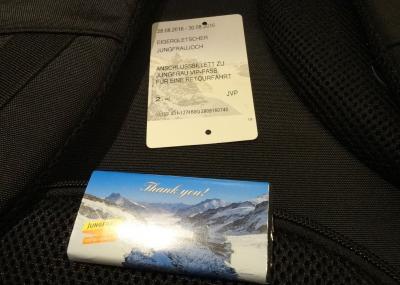 28.08.2016 - 30.08.2016
EIGERGLETSCHER
JUNGFRAUJOCH
ANSCHLUSSBILLETT ZU
JUNGFRAU VIP-PASS
FÜR EINE RETOURFAHRT
2. -- JVP
Thank you!
JUNGFRAU